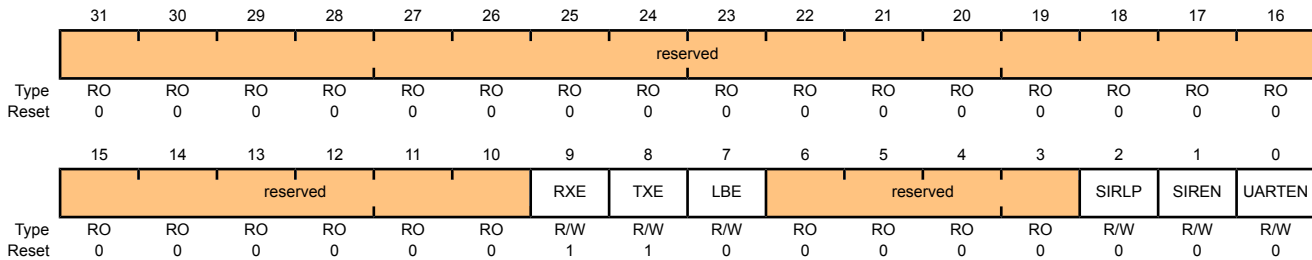 31 30 29 28 27 26 25 24 23 22 21 20 19 18 17 16
reserved
Type RO RO RO RO RO RO RO RO RO RO RO RO RO RO RO RO
Reset 0 0 0 0 0 0 0 0 0 0 0 0 0 0 0 0
15 14 13 12 11 10 9 8 7 6 5 4 3 2 1 0
reserved RXE TXE LBE reserved SIRLP SIREN UARTEN
Type RO RO RO RO RO RO R/W R/W R/W RO RO RO RO R/W R/W R/W
Reset 0 0 0 0 0 0 1 1 0 0 0 0 0 0 0 0